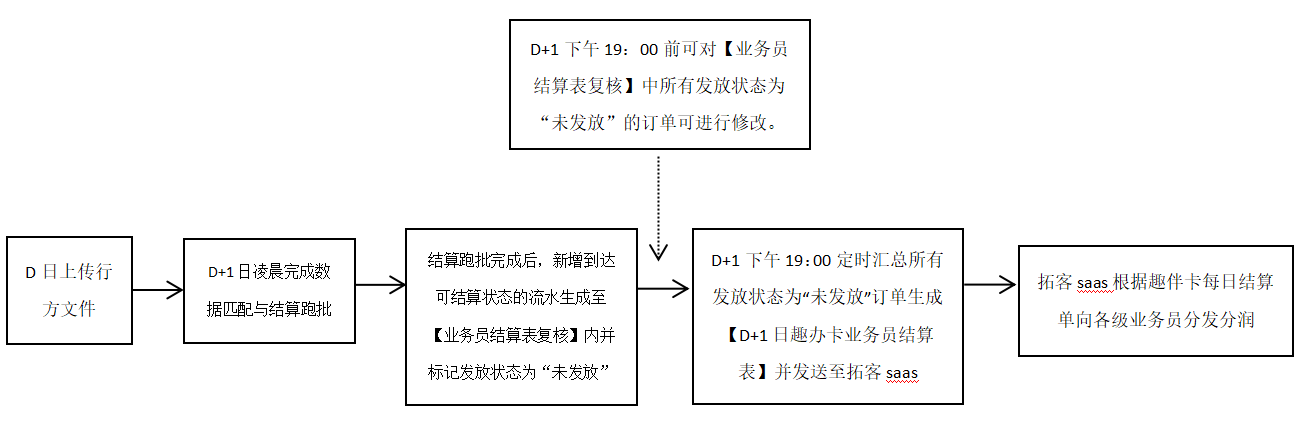 D+1 下午 19：00 前可对【业务员
结算表复核】中所有发放状态为
“未发放”的订单可进行修改。
D 日上传行
方文件
D+1 日凌晨完成数
据匹配与结算跑批
结算跑批完成后，新增到达
可结算状态的流水生成至
【业务员结算表复核】内并
标记发放状态为“未发放”
D+1 下午 19:00 定时汇总所有
发放状态为“未发放”订单生成
【D+1 日趣办卡业务员结算
表】并发送至拓客 saas
拓客 saas 根据趣伴卡每日结算
单向各级业务员分发分润